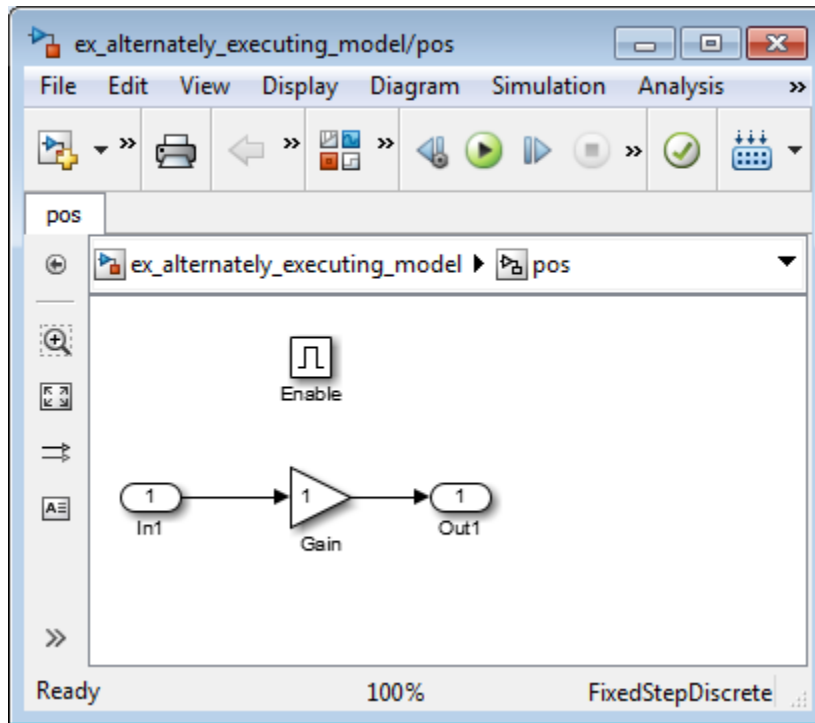 ex_alternately_executing_model/pos
File Edit View Display Diagram Simulation Analysis »
» » » »
pos
ex_alternately_executing_model pos
Enable
1 1 1
In1 Gain Out1
A
»
Ready 100% FixedStepDiscrete